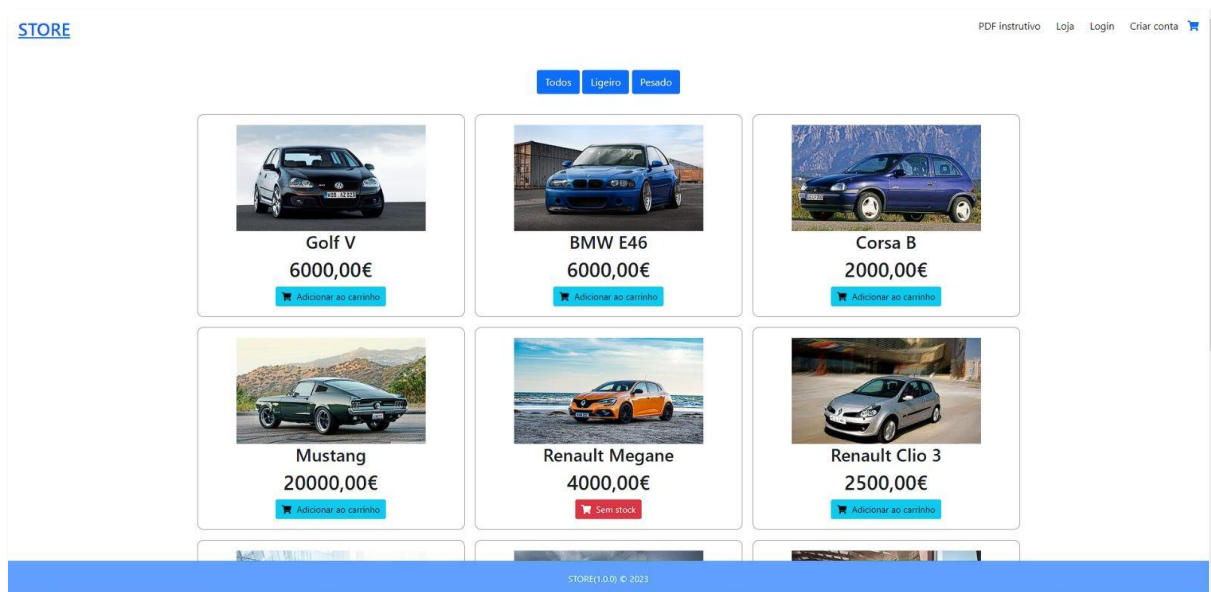 STORE
PDF instrutivo Loja Login Criar conta
Todos Ligeiro Pesado
Golf V
6000,00€
Adicionar ao carrinho
BMW E46
6000,00€
Adicionar ao carrinho
Corsa B
2000,00€
Adicionar ao carrinho
Mustang
20000,00€
Adicionar ao carrinho
Renault Megane
4000,00€
Sem stock
Renault Clio 3
2500,00€
Adicionar ao carrinho
STORE(1.0.0) © 2023